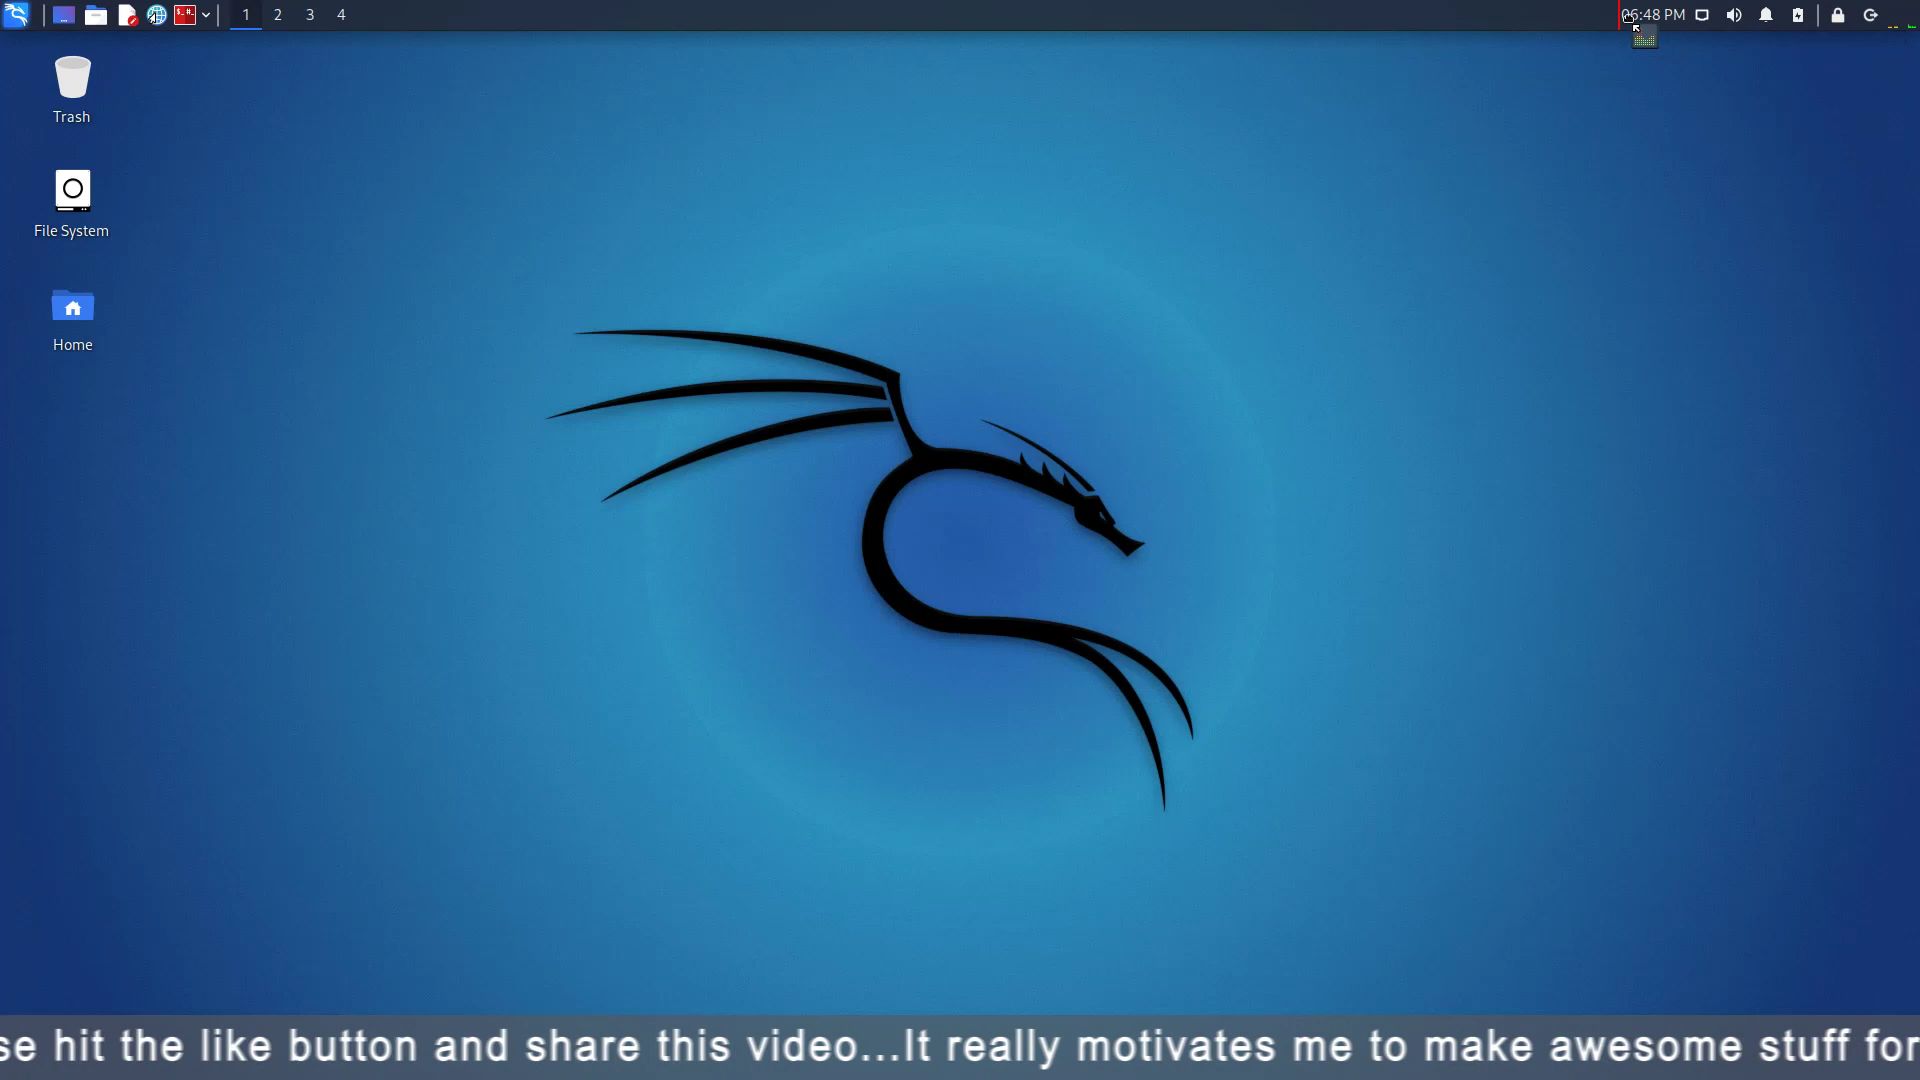 1 2 3 4
06:48 PM
Trash
File System
Home
se hit the like button and share this video...It really motivates me to make awesome stuff for